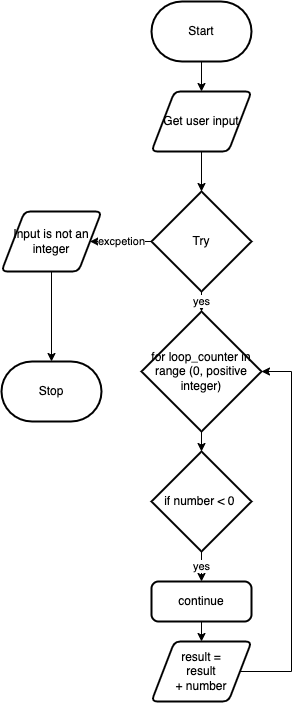 Start
Get user input
Try
excpetion
Input is not an
integer
Stop
yes
for loop_counter in
range (0, positive
integer)
if number < 0
yes
continue
result =
result
+ number